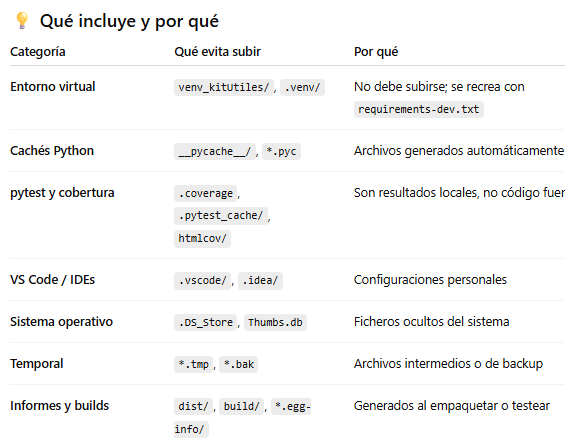 💡 Qué incluye y por qué
Categoría Qué evita subir Por qué
Entorno virtual venv_kitUtiles/, .venv/ No debe subirse; se recrea con
requirements-dev.txt
Cachés Python __pycache__/, *.pyc Archivos generados automáticamente
pytest y cobertura .coverage, Son resultados locales, no código fuer
.pytest_cache/,
htmlcov/
VS Code / IDEs .vscode/, .idea/ Configuraciones personales
Sistema operativo .DS_Store, Thumbs.db Ficheros ocultos del sistema
Temporal *.tmp, *.bak Archivos intermedios o de backup
Informes y builds dist/, build/, *.egg- Generados al empaquetar o testear
info/